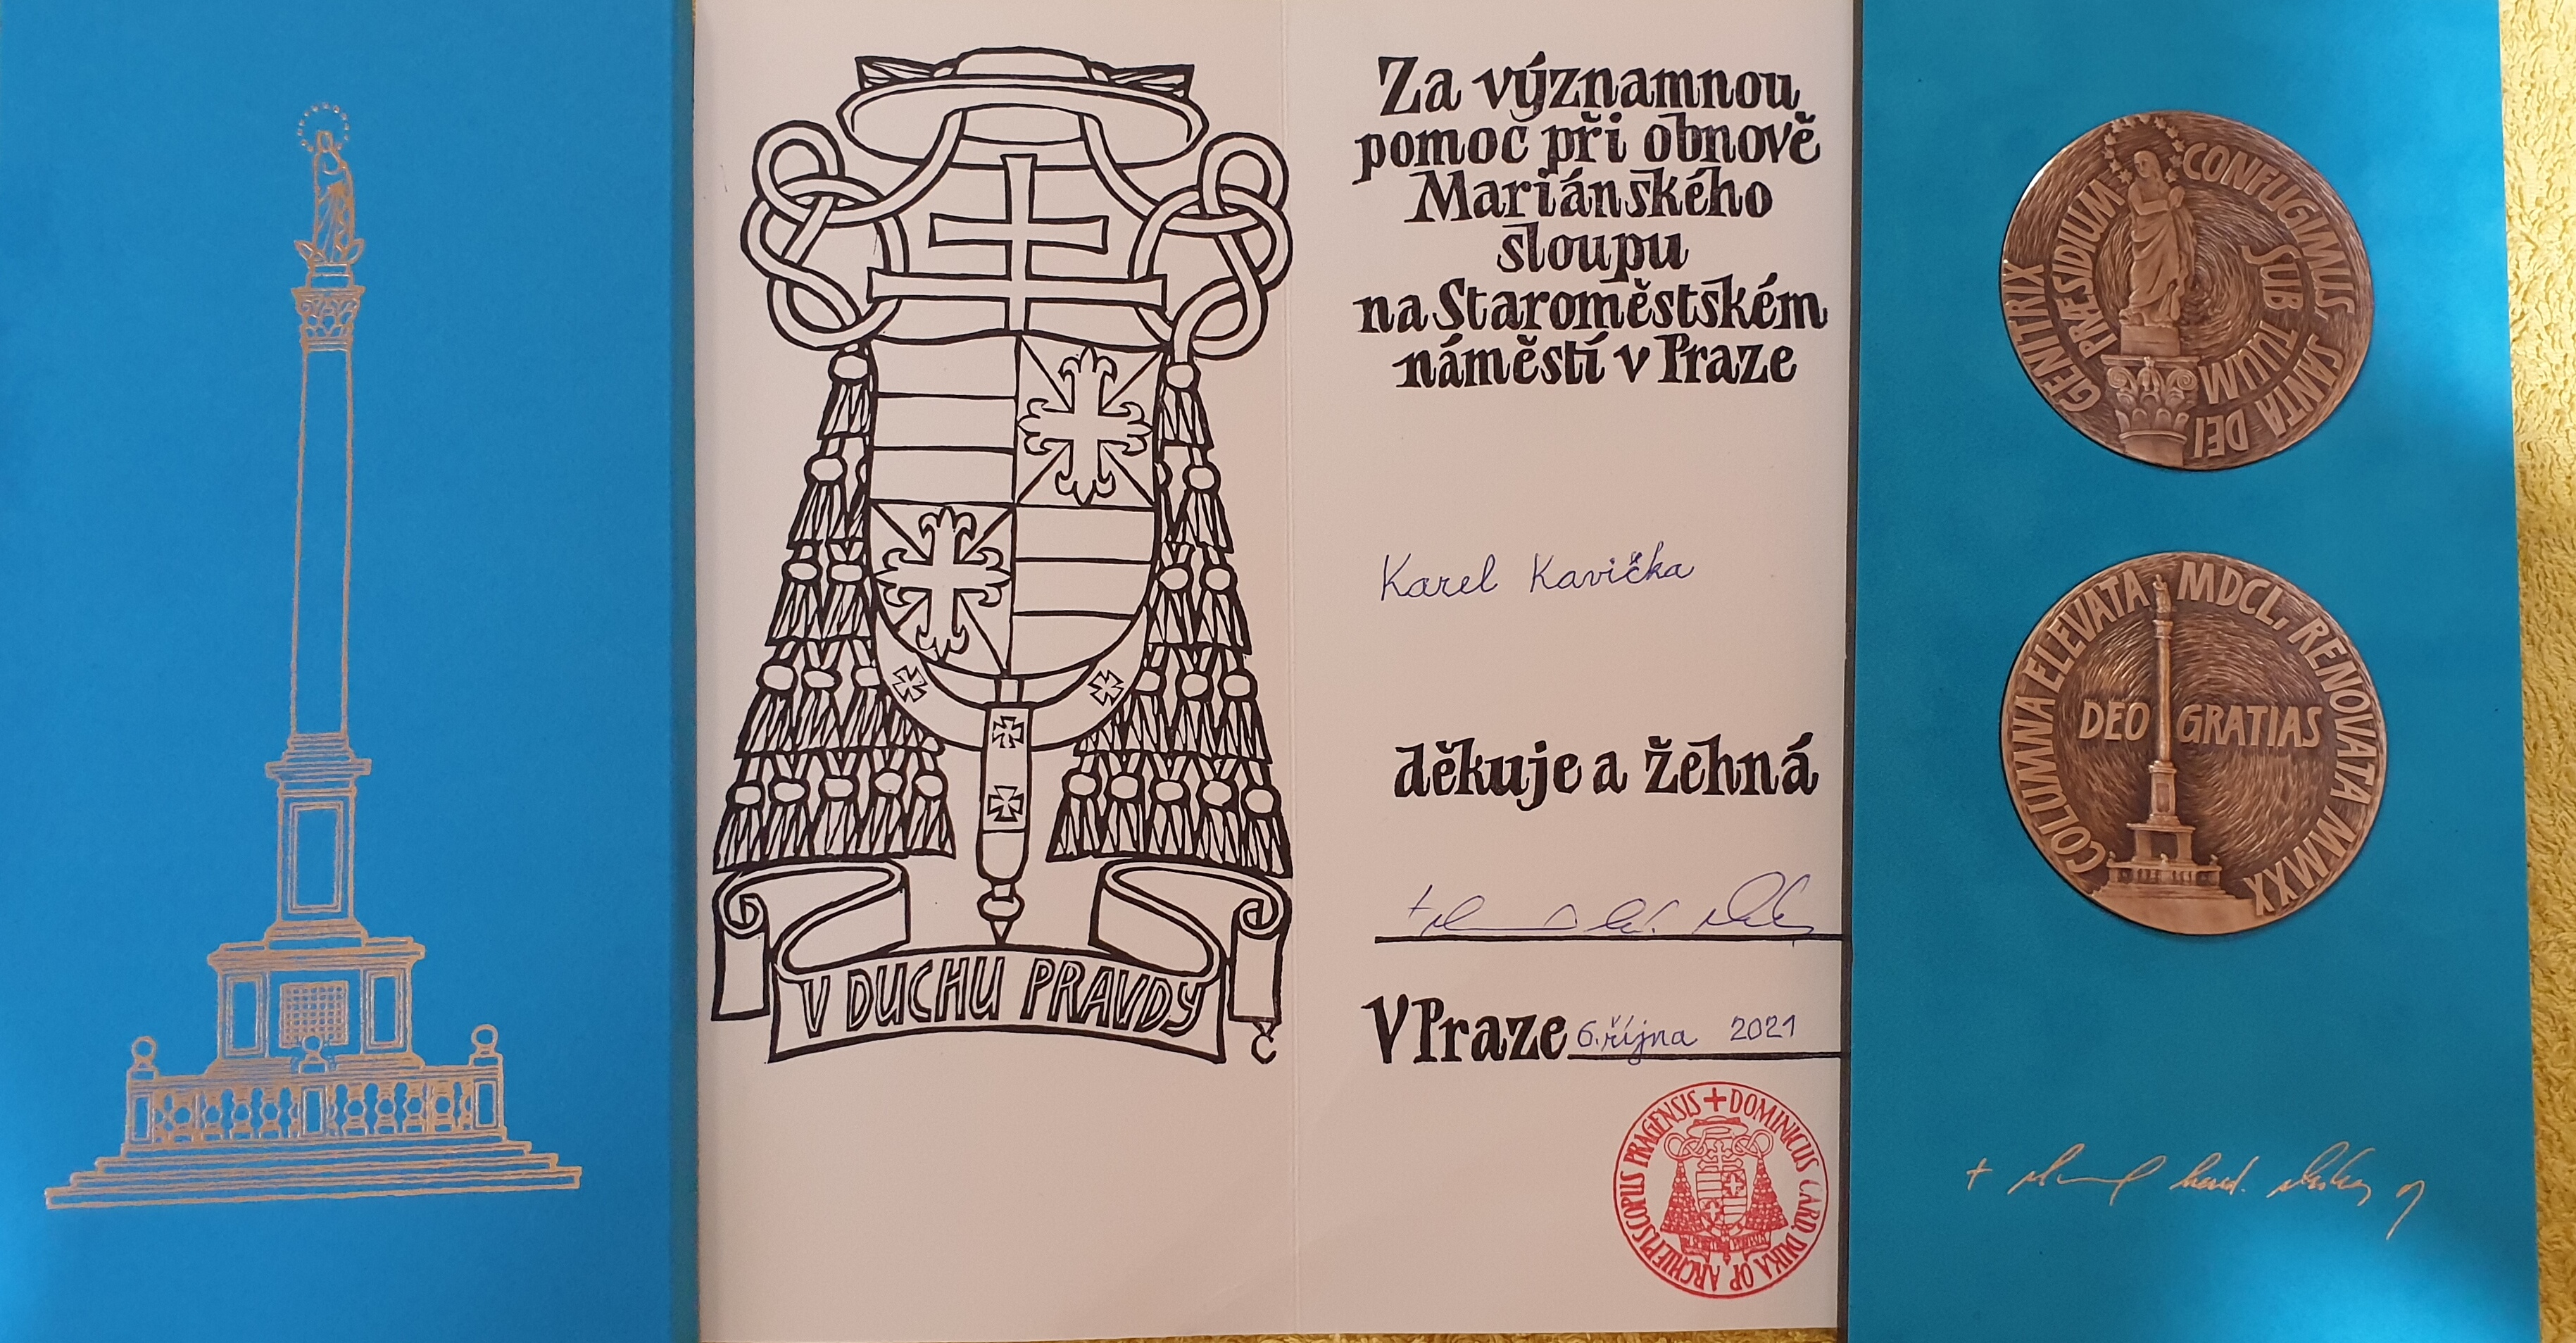 V DUCHU PRAVDY
Č
Za významnou
pomoc při obnově
Mariánského
sloupu
na Staroměstském
náměstí v Praze
Karel Kavička
děkuje a žehná
V Praze 6. října 2021
ARCHIEPISCOPUS PRAGENSIS + DOMINICUS CARD. DUKA OP
SUB TUUM
PRAESIDIUM
CONFUGIMUS SANTA DEI
GENITRIX
COLUMNA ELEVATA MDCL, RENOVATA MMXX
DEO GRATIAS